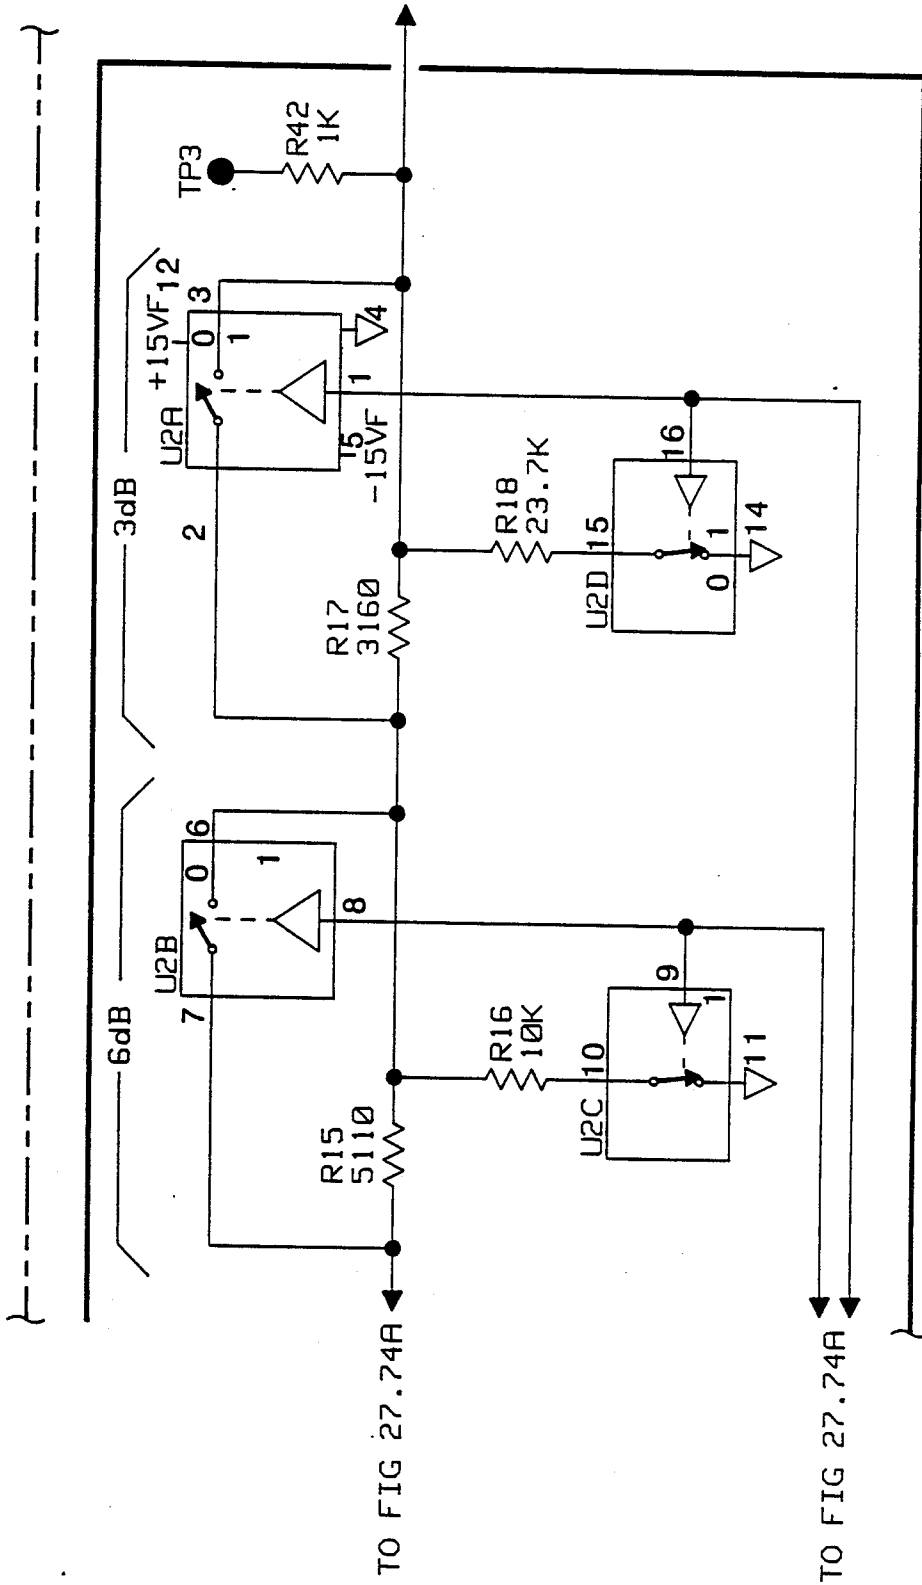 6dB
3dB
U2B
7
0
6
1
8
U2A
+15VF
12
2
0
3
1
5
-15VF
1
4
TP3
R42
1K
R15
5110
R17
3160
TO FIG 27.74A
R16
10K
10
U2C
9
1
11
R18
23.7K
15
U2D
16
0
1
14
TO FIG 27.74A